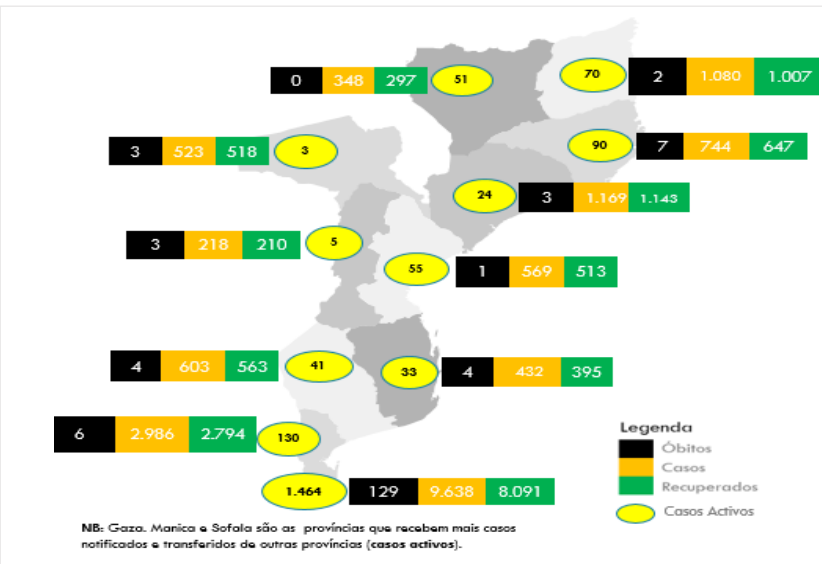 0 348 297 51
70 2 1.080 1.007
3 523 518 3
90 7 744 647
24 3 1.169 1.143
3 218 210 5
55 1 569 513
4 603 563 41
33 4 432 395
6 2.986 2.794 130
1.464 129 9.638 8.091
Legenda
Óbitos
Casos
Recuperados
Casos Activos
NB: Gaza. Manica e Sofala são as províncias que recebem mais casos
notificados e transferidos de outras províncias (casos activos).